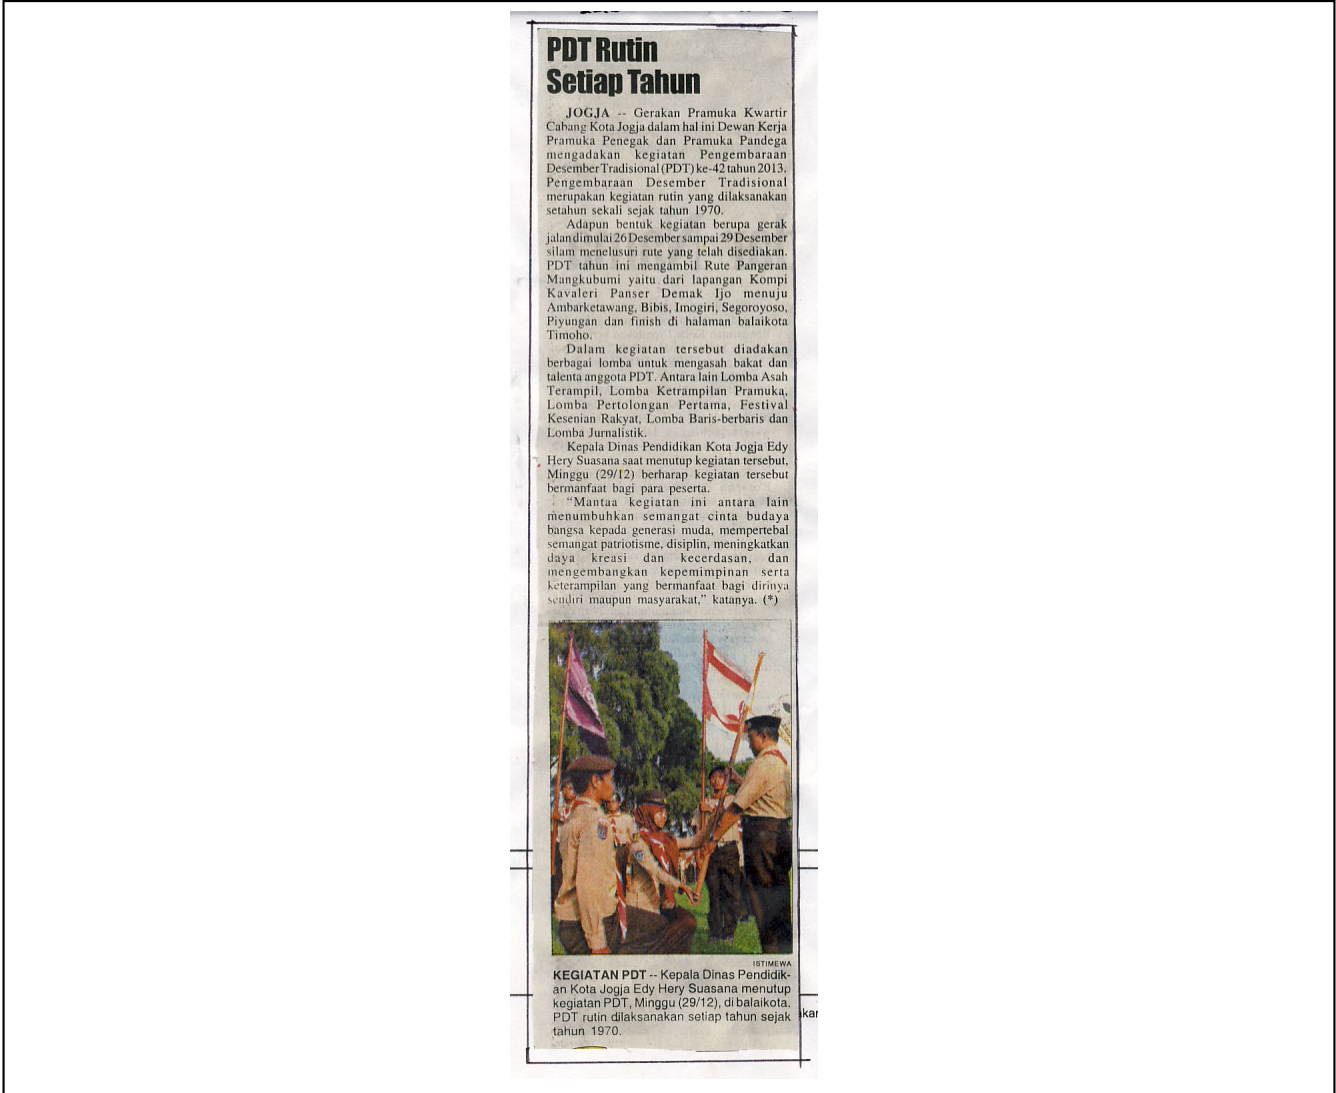 PDT Rutin
Setiap Tahun
JOGJA -- Gerakan Pramuka Kwartir
Cabang Kota Jogja dalam hal ini Dewan Kerja
Pramuka Penegak dan Pramuka Pandega
mengadakan kegiatan Pengembaraan
Desember Tradisional (PDT) ke-42 tahun 2013.
Pengembaraan Desember Tradisional
merupakan kegiatan rutin yang dilaksanakan
setahun sekali sejak tahun 1970.
Adapun bentuk kegiatan berupa gerak
jalan dimulai 26 Desember sampai 29 Desember
silam menelusuri rute yang telah disediakan.
PDT tahun ini mengambil Rute Pangeran
Mangkubumi yaitu dari lapangan Kompi
Kavaleri Panser Demak Ijo menuju
Ambarketawang, Bibis, Imogiri, Segoroyoso,
Piyungan dan finish di halaman balaikota
Timoho.
Dalam kegiatan tersebut diadakan
berbagai lomba untuk mengasah bakat dan
talenta anggota PDT. Antara lain Lomba Asah
Terampil, Lomba Ketrampilan Pramuka,
Lomba Pertolongan Pertama, Festival
Kesenian Rakyat, Lomba Baris-berbaris dan
Lomba Jurnalistik.
Kepala Dinas Pendidikan Kota Jogja Edy
Hery Suasana saat menutup kegiatan tersebut,
Minggu (29/12) berharap kegiatan tersebut
bermanfaat bagi para peserta.
“Mantaa kegiatan ini antara lain
menumbuhkan semangat cinta budaya
bangsa kepada generasi muda, mempertebal
semangat patriotisme, disiplin, meningkatkan
daya kreasi dan kecerdasan, dan
mengembangkan kepemimpinan serta
keterampilan yang bermanfaat bagi dirinya
sendiri maupun masyarakat,” katanya. (*)
ISTIMEWA
KEGIATAN PDT -- Kepala Dinas Pendidik-
an Kota Jogja Edy Hery Suasana menutup
kegiatan PDT, Minggu (29/12), di balaikota.
PDT rutin dilaksanakan setiap tahun sejak
tahun 1970.